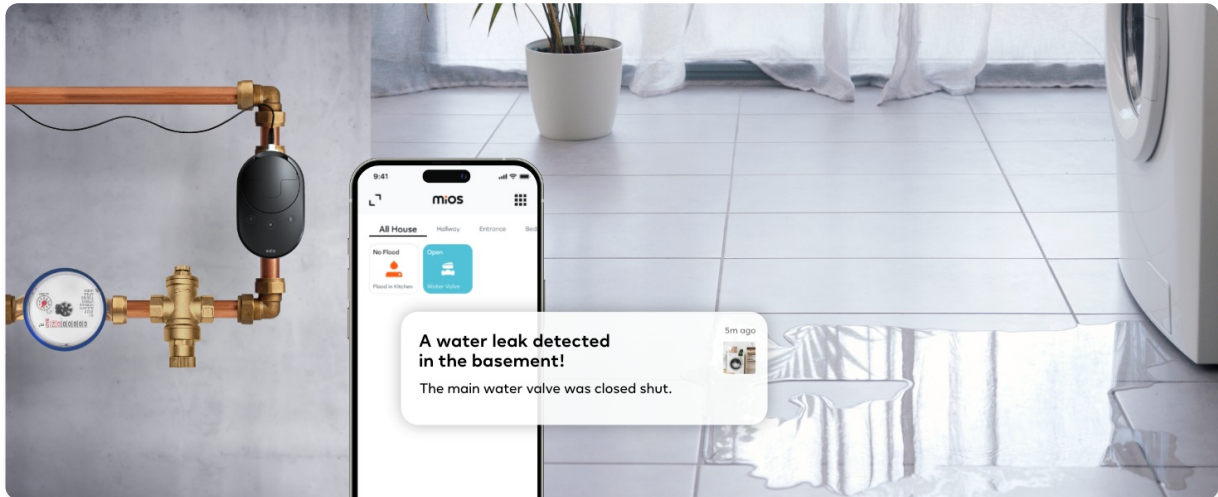 9:41
mios
All House
Hallway
Entrance
Bed
No Flood
Flood in Kitchen
Open
Water Valve
5m ago
A water leak detected
in the basement!
The main water valve was closed shut.